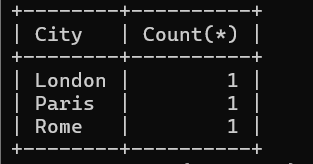 +--------+----------+
| City   | Count(*) |
+--------+----------+
| London |        1 |
| Paris  |        1 |
| Rome   |        1 |
+--------+----------+